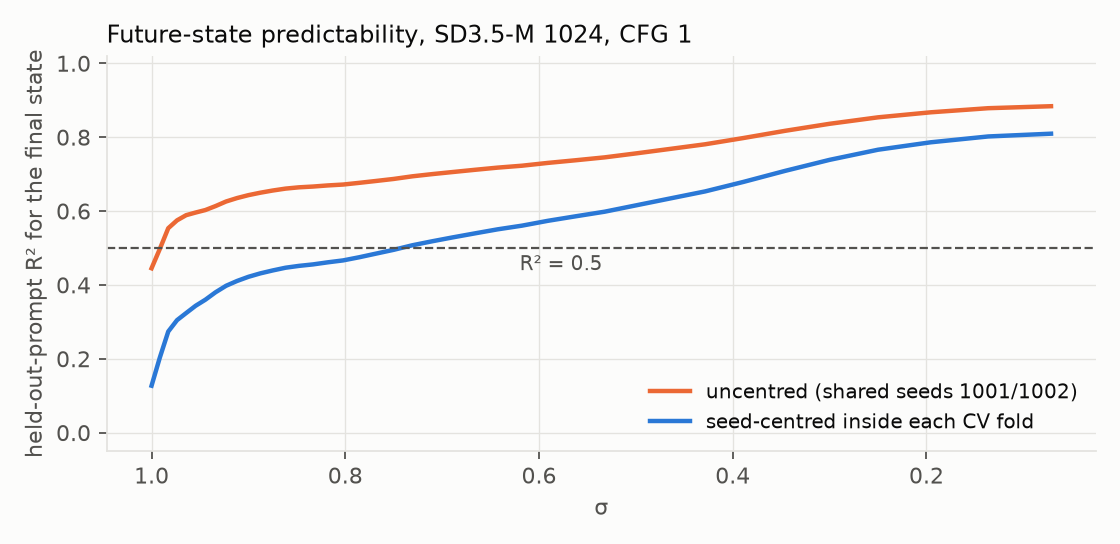 Future-state predictability, SD3.5-M 1024, CFG 1
held-out-prompt R² for the final state
1.0
0.8
0.6
0.4
0.2
0.0
R² = 0.5
uncentred (shared seeds 1001/1002)
seed-centred inside each CV fold
1.0 0.8 0.6 0.4 0.2
σ